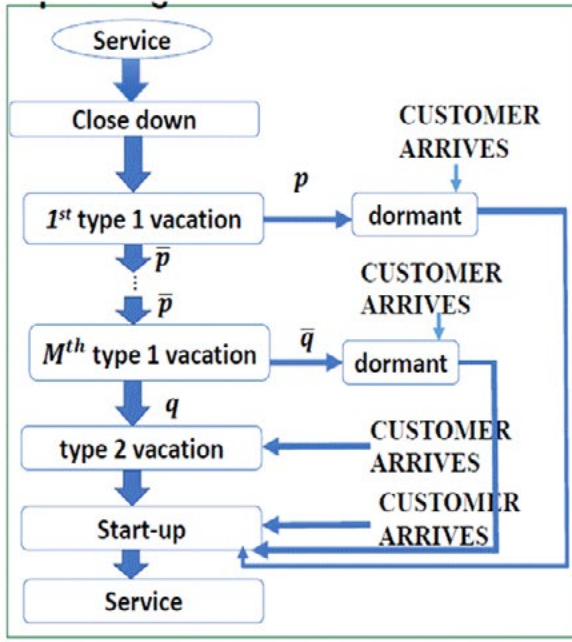 Service
Close down
CUSTOMER
ARRIVES
p
1st type 1 vacation
dormant
p̅
CUSTOMER
ARRIVES
p̅
q̅
Mth type 1 vacation
dormant
q
type 2 vacation
CUSTOMER
ARRIVES
Start-up
CUSTOMER
ARRIVES
Service